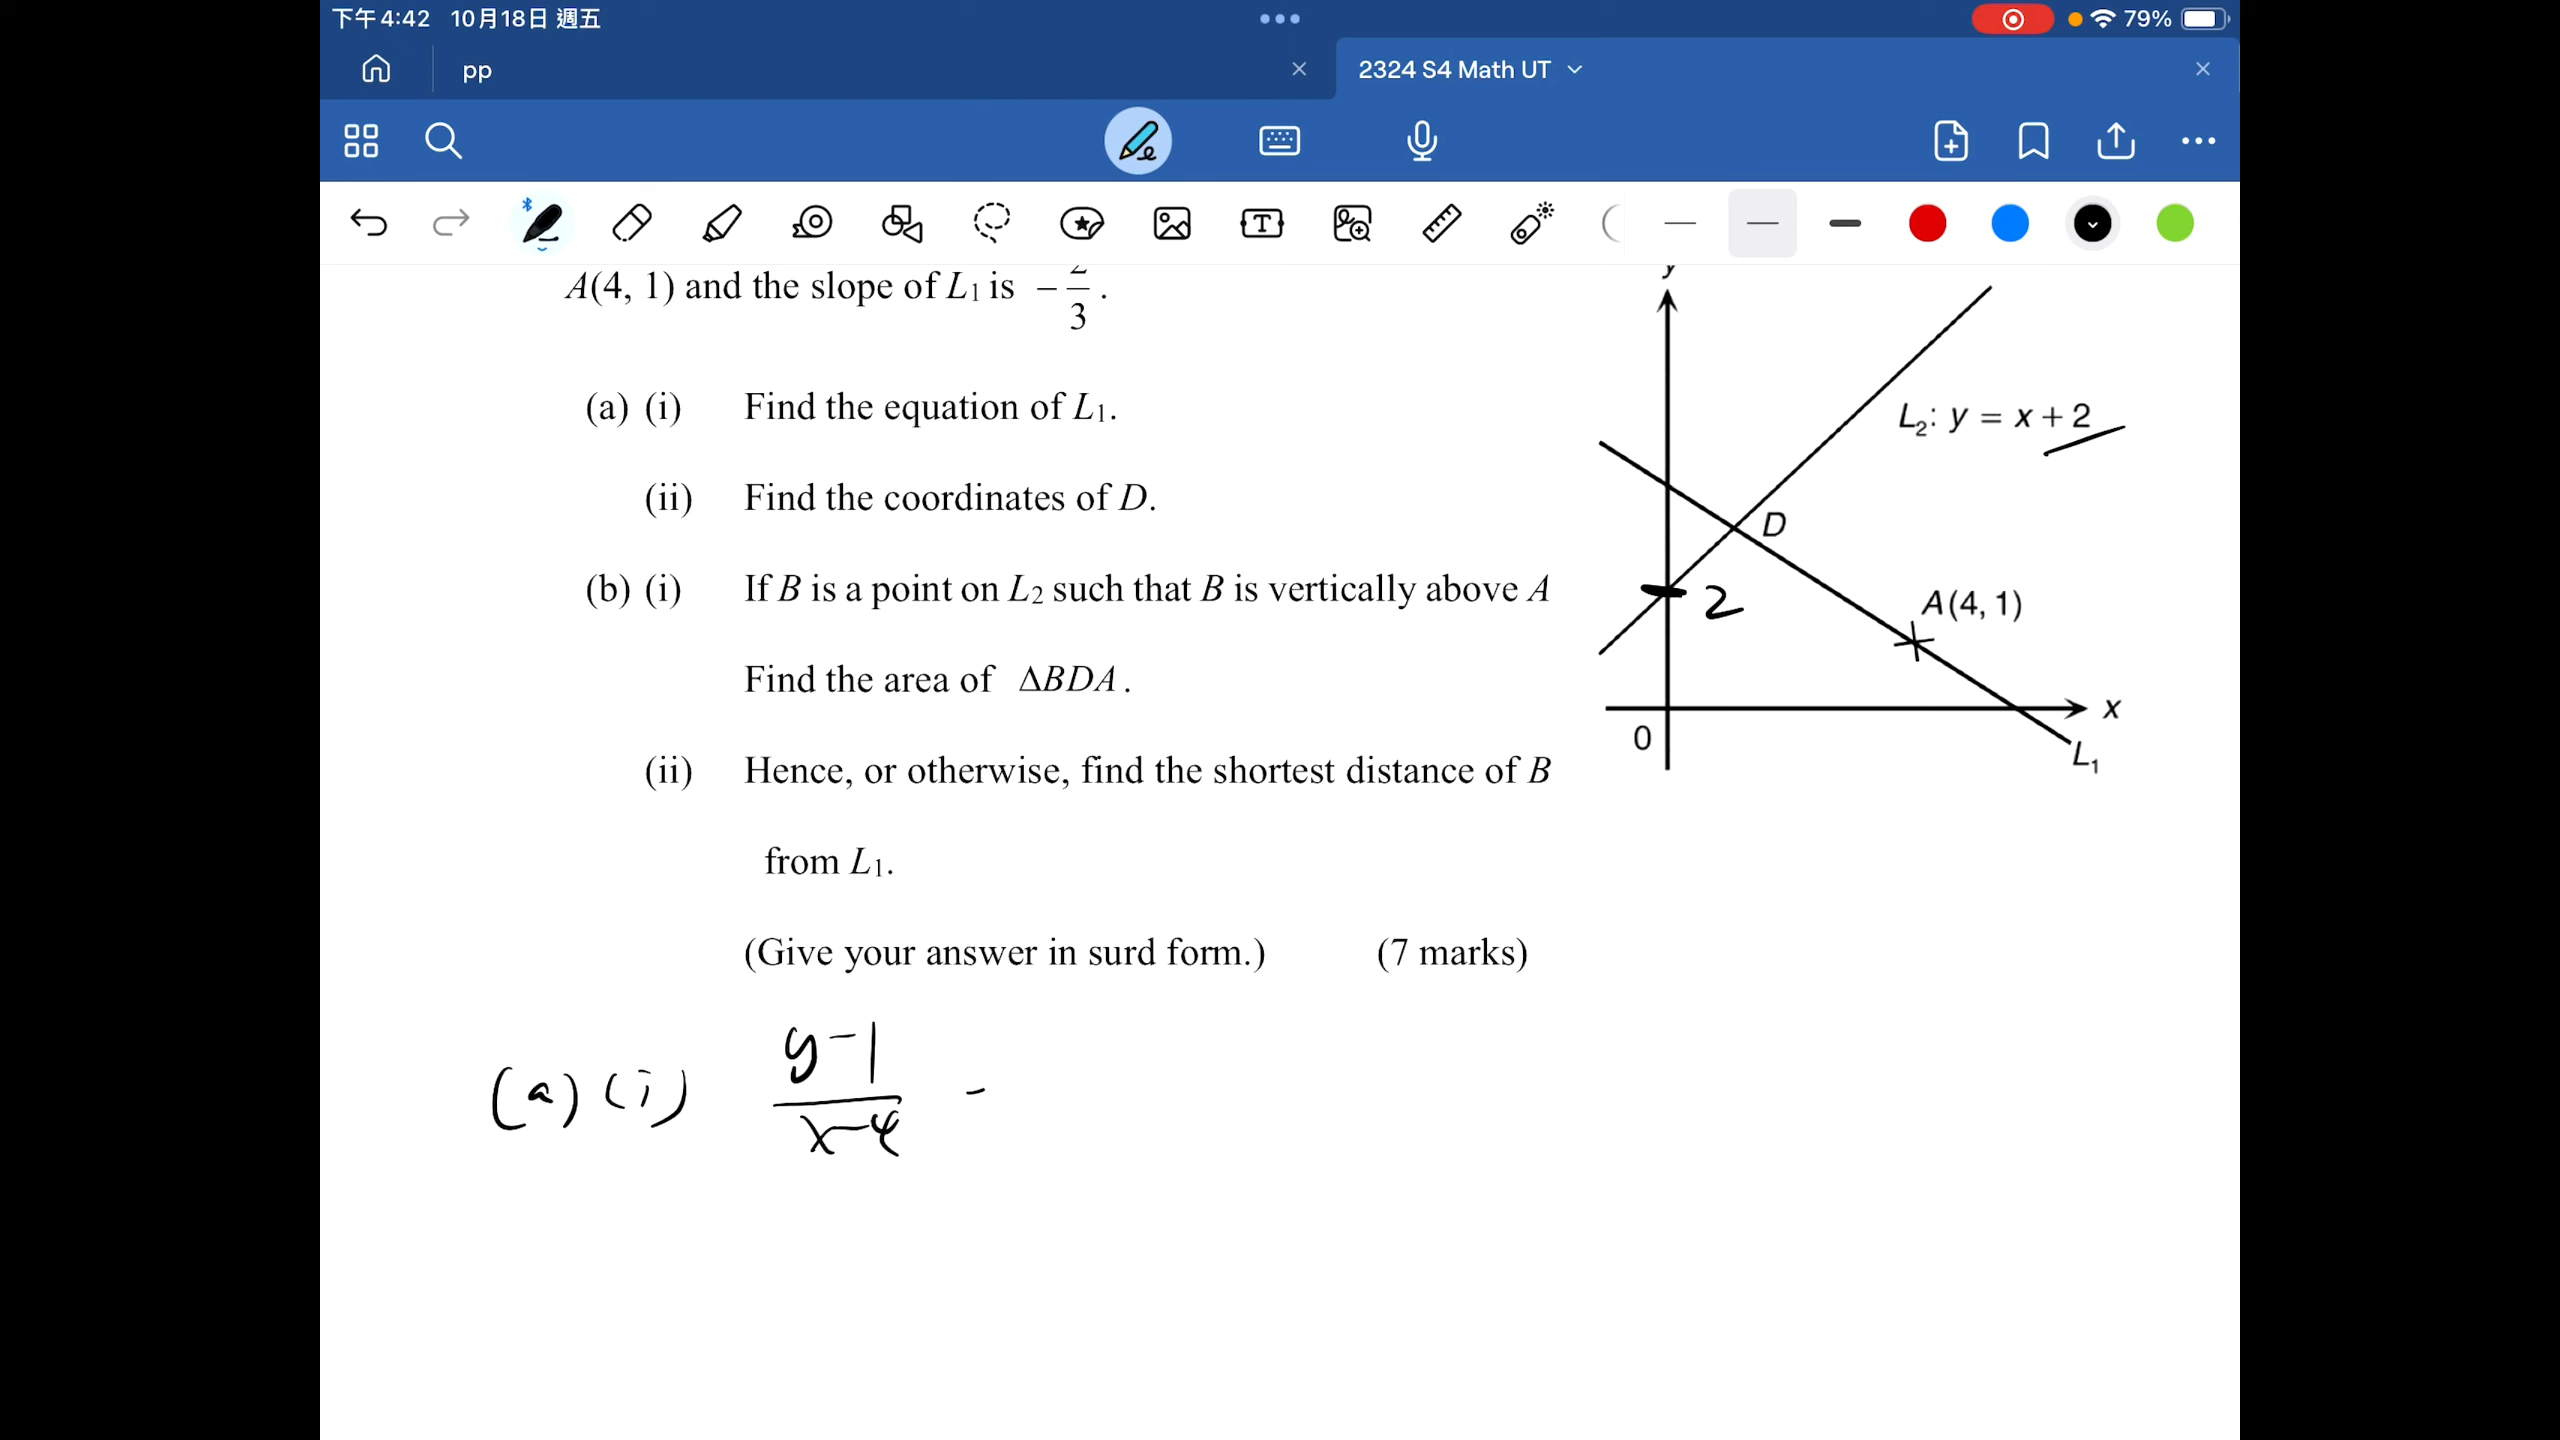 下午4:42 10月18日 週五
79%
pp
2324 S4 Math UT
A(4, 1) and the slope of L₁ is −2/3.
(a) (i) Find the equation of L₁.
(ii) Find the coordinates of D.
(b) (i) If B is a point on L₂ such that B is vertically above A
Find the area of ΔBDA.
(ii) Hence, or otherwise, find the shortest distance of B
from L₁.
(Give your answer in surd form.) (7 marks)
y
L₂: y = x + 2
D
2
A(4, 1)
x
0
L₁
(a) (i) y-1
x-4 -